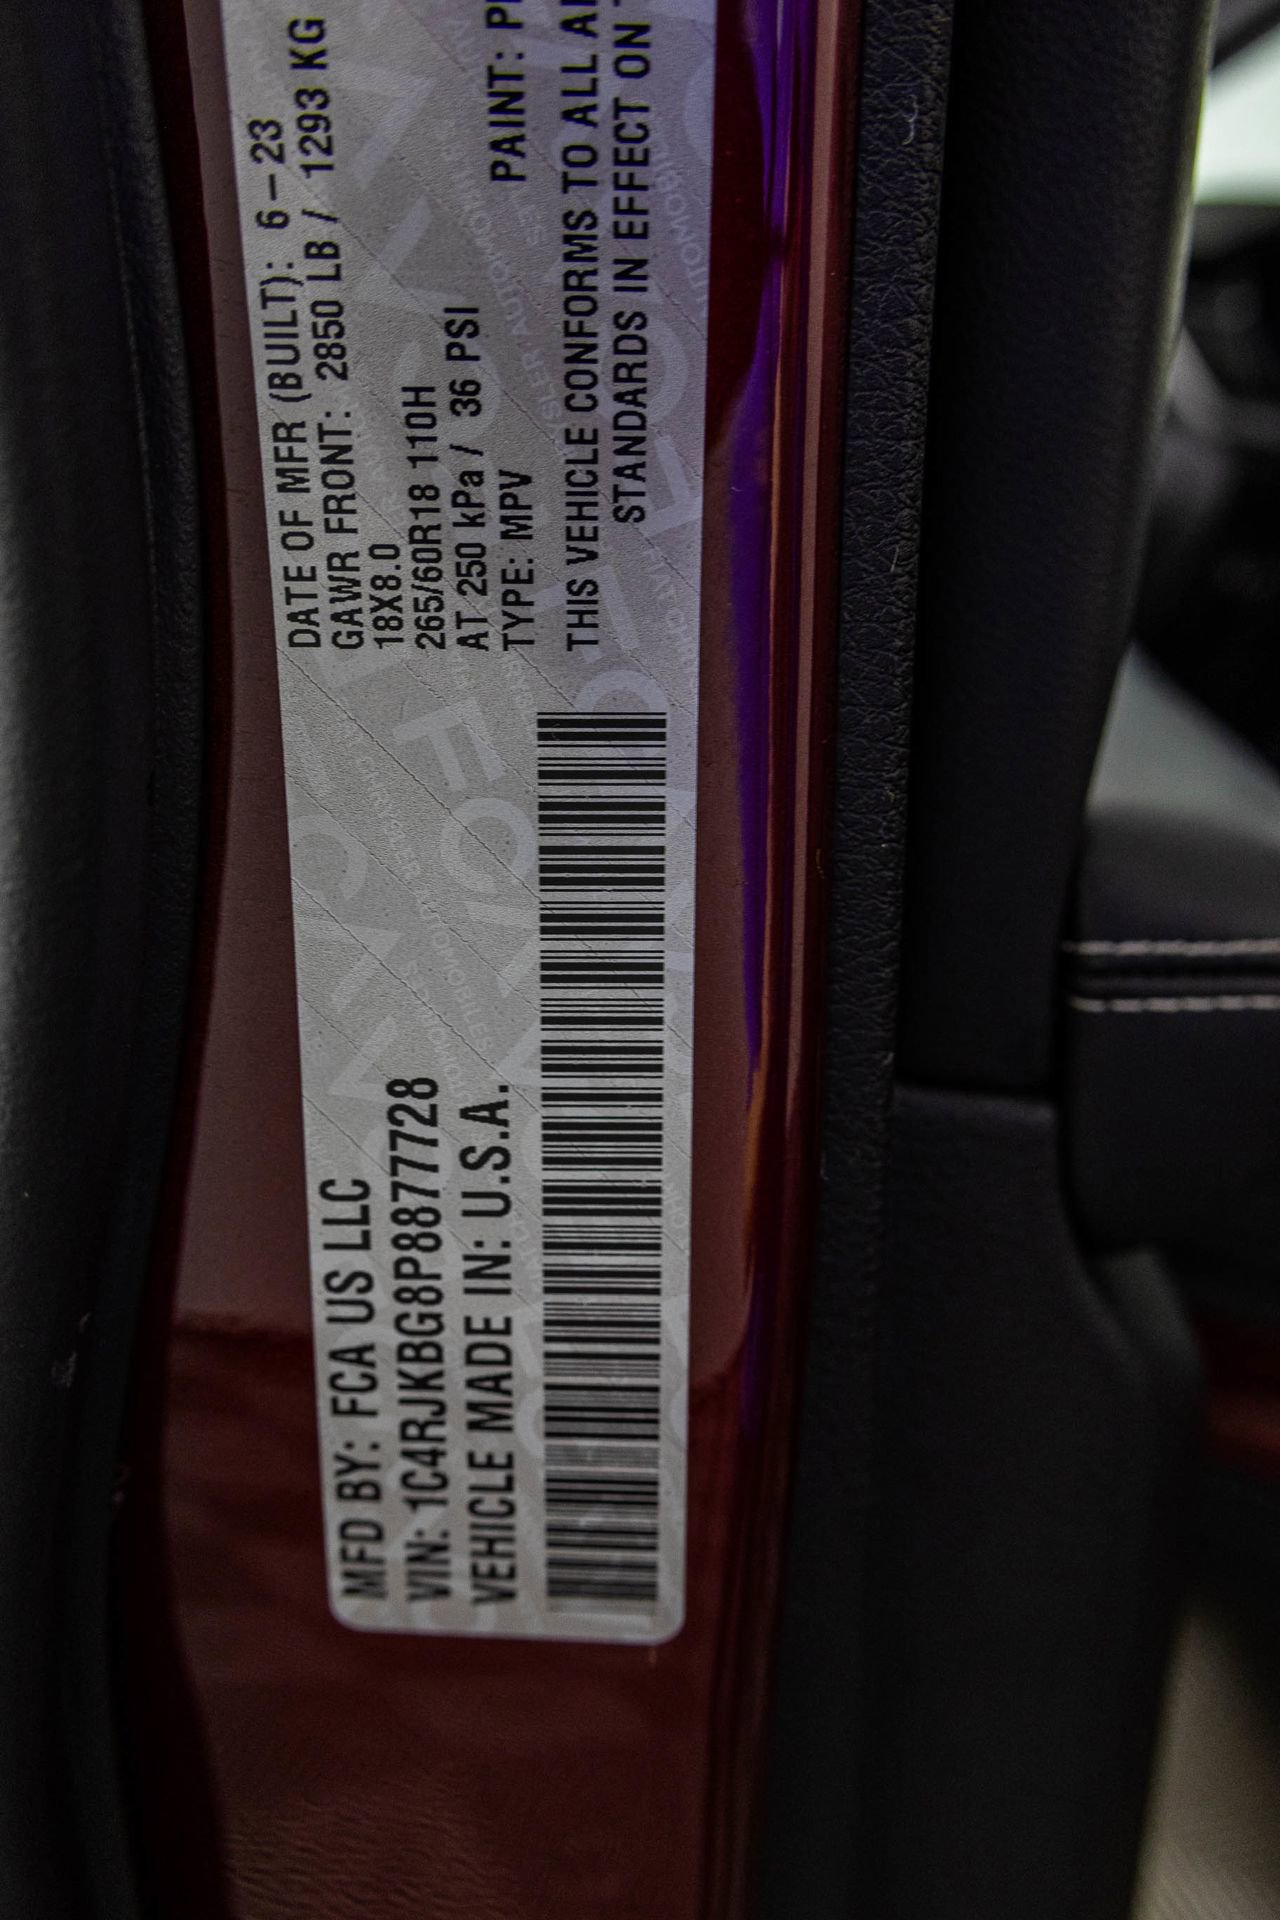 MFD BY: FCA US LLC
VIN: 1C4RJKBG8P8877728
VEHICLE MADE IN: U.S.A.
DATE OF MFR (BUILT): 6-23
GAWR FRONT: 2850 LB / 1293 KG
18X8.0
265/60R18 110H
AT 250 kPa / 36 PSI
TYPE: MPV
PAINT:
THIS VEHICLE CONFORMS TO ALL
STANDARDS IN EFFECT ON